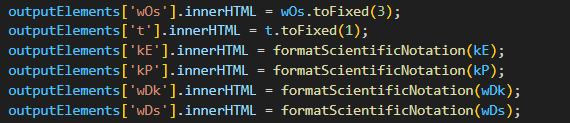 outputElements['wOs'].innerHTML = wOs.toFixed(3);
outputElements['t'].innerHTML = t.toFixed(1);
outputElements['kE'].innerHTML = formatScientificNotation(kE);
outputElements['kP'].innerHTML = formatScientificNotation(kP);
outputElements['wDk'].innerHTML = formatScientificNotation(wDk);
outputElements['wDs'].innerHTML = formatScientificNotation(wDs);